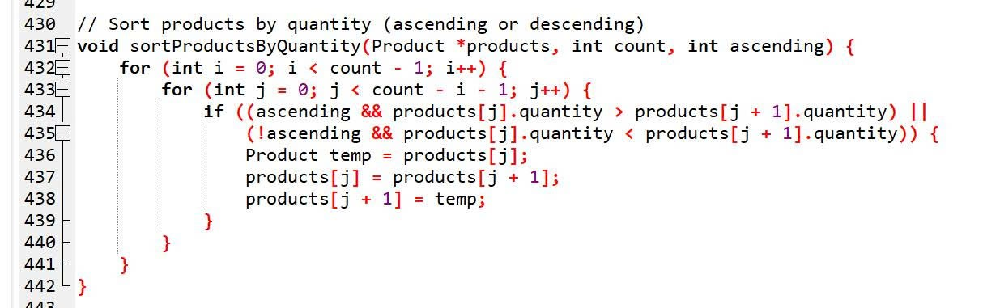 429
430 // Sort products by quantity (ascending or descending)
431 void sortProductsByQuantity(Product *products, int count, int ascending) {
432     for (int i = 0; i < count - 1; i++) {
433         for (int j = 0; j < count - i - 1; j++) {
434             if ((ascending && products[j].quantity > products[j + 1].quantity) ||
435                 (!ascending && products[j].quantity < products[j + 1].quantity)) {
436                 Product temp = products[j];
437                 products[j] = products[j + 1];
438                 products[j + 1] = temp;
439             }
440         }
441     }
442 }
443